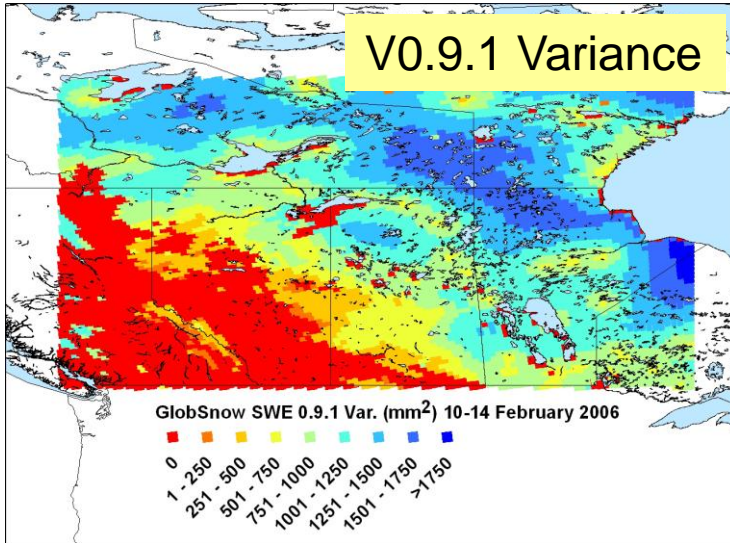 V0.9.1 Variance
GlobSnow SWE 0.9.1 Var. (mm²) 10-14 February 2006
0
1 - 250
251 - 500
501 - 750
751 - 1000
1001 - 1250
1251 - 1500
1501 - 1750
>1750